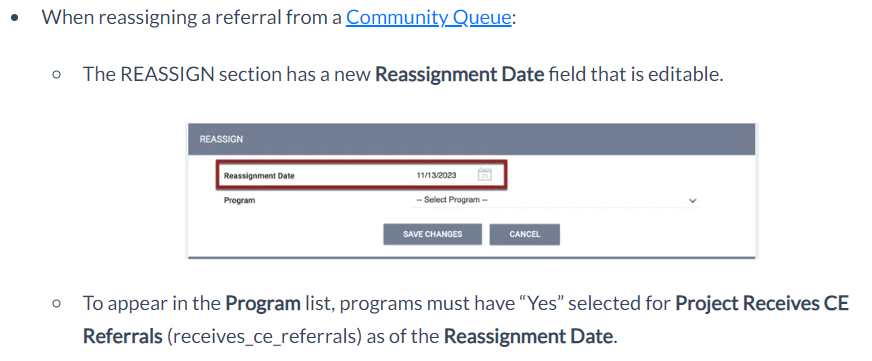 When reassigning a referral from a Community Queue:
The REASSIGN section has a new Reassignment Date field that is editable.
REASSIGN
Reassignment Date 11/13/2023
Program -- Select Program --
SAVE CHANGES CANCEL
To appear in the Program list, programs must have “Yes” selected for Project Receives CE
Referrals (receives_ce_referrals) as of the Reassignment Date.